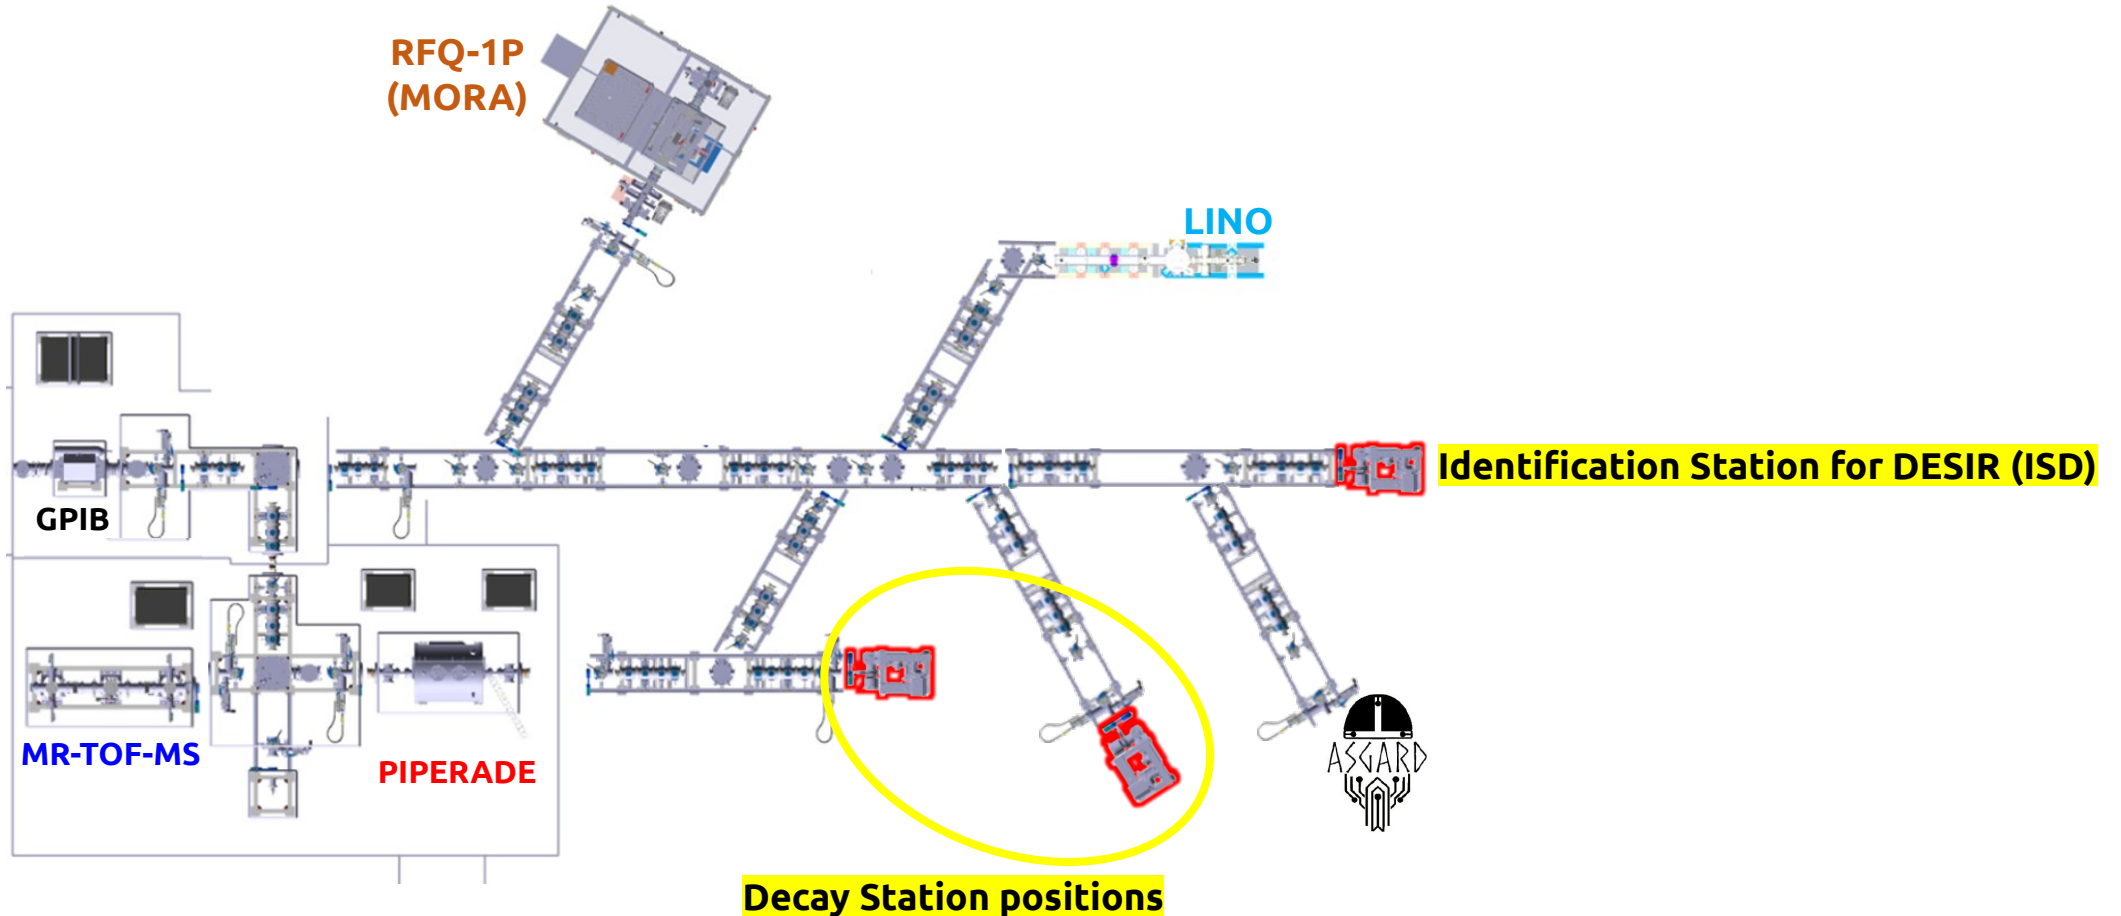 RFQ-1P
(MORA)
LINO
Identification Station for DESIR (ISD)
GPIB
MR-TOF-MS
PIPERADE
ASGARD
Decay Station positions